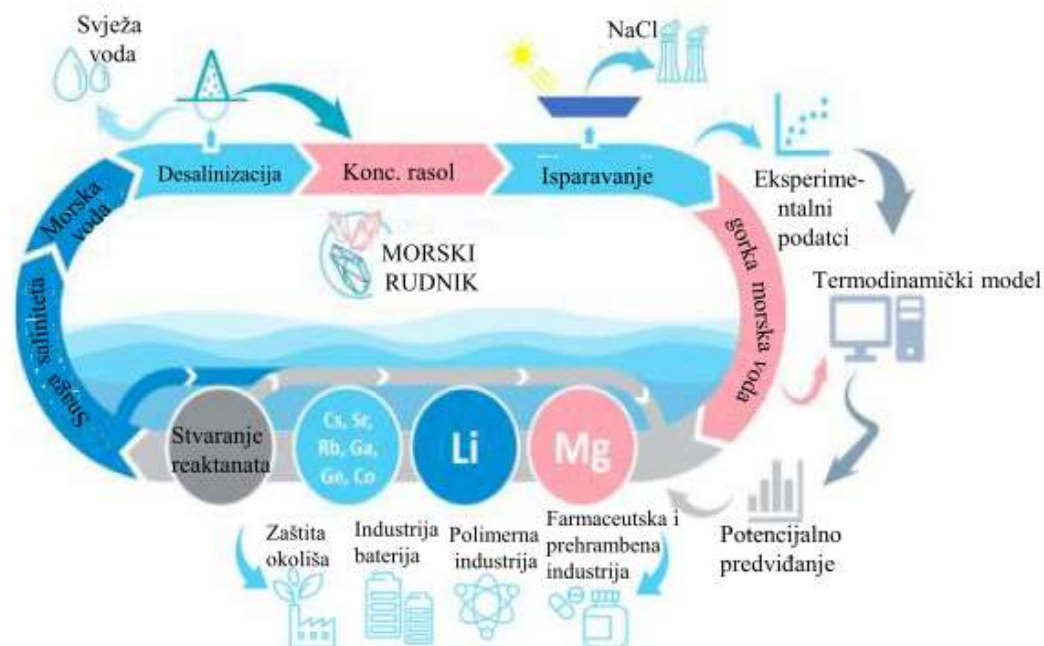 Svježa
voda
NaCl
Desalinizacija
Konc. rasol
Isparavanje
Morska
voda
Eksperime-
ntalni
podatci
MORSKI
RUDNIK
gorka morska
voda
Termodinamički model
Snaga saliniteta
Stvaranje
reaktanata
Cs, Sr,
Rb, Ga,
Ge, Co
Li
Mg
Potencijalno
predviđanje
Zaštita
okoliša
Industrija
baterija
Polimerna
industrija
Farmaceutska i
prehrambena
industrija